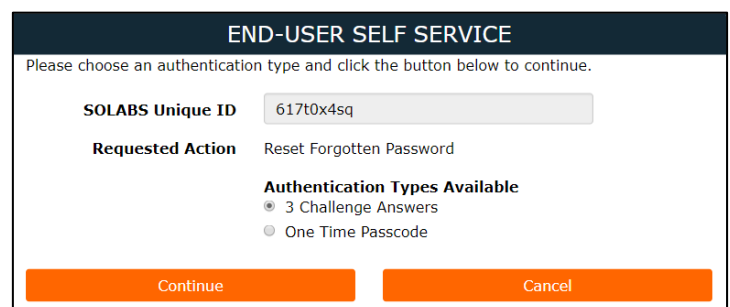 END-USER SELF SERVICE
Please choose an authentication type and click the button below to continue.
SOLABS Unique ID 617t0x4sq
Requested Action Reset Forgotten Password
Authentication Types Available
3 Challenge Answers
One Time Passcode
Continue Cancel